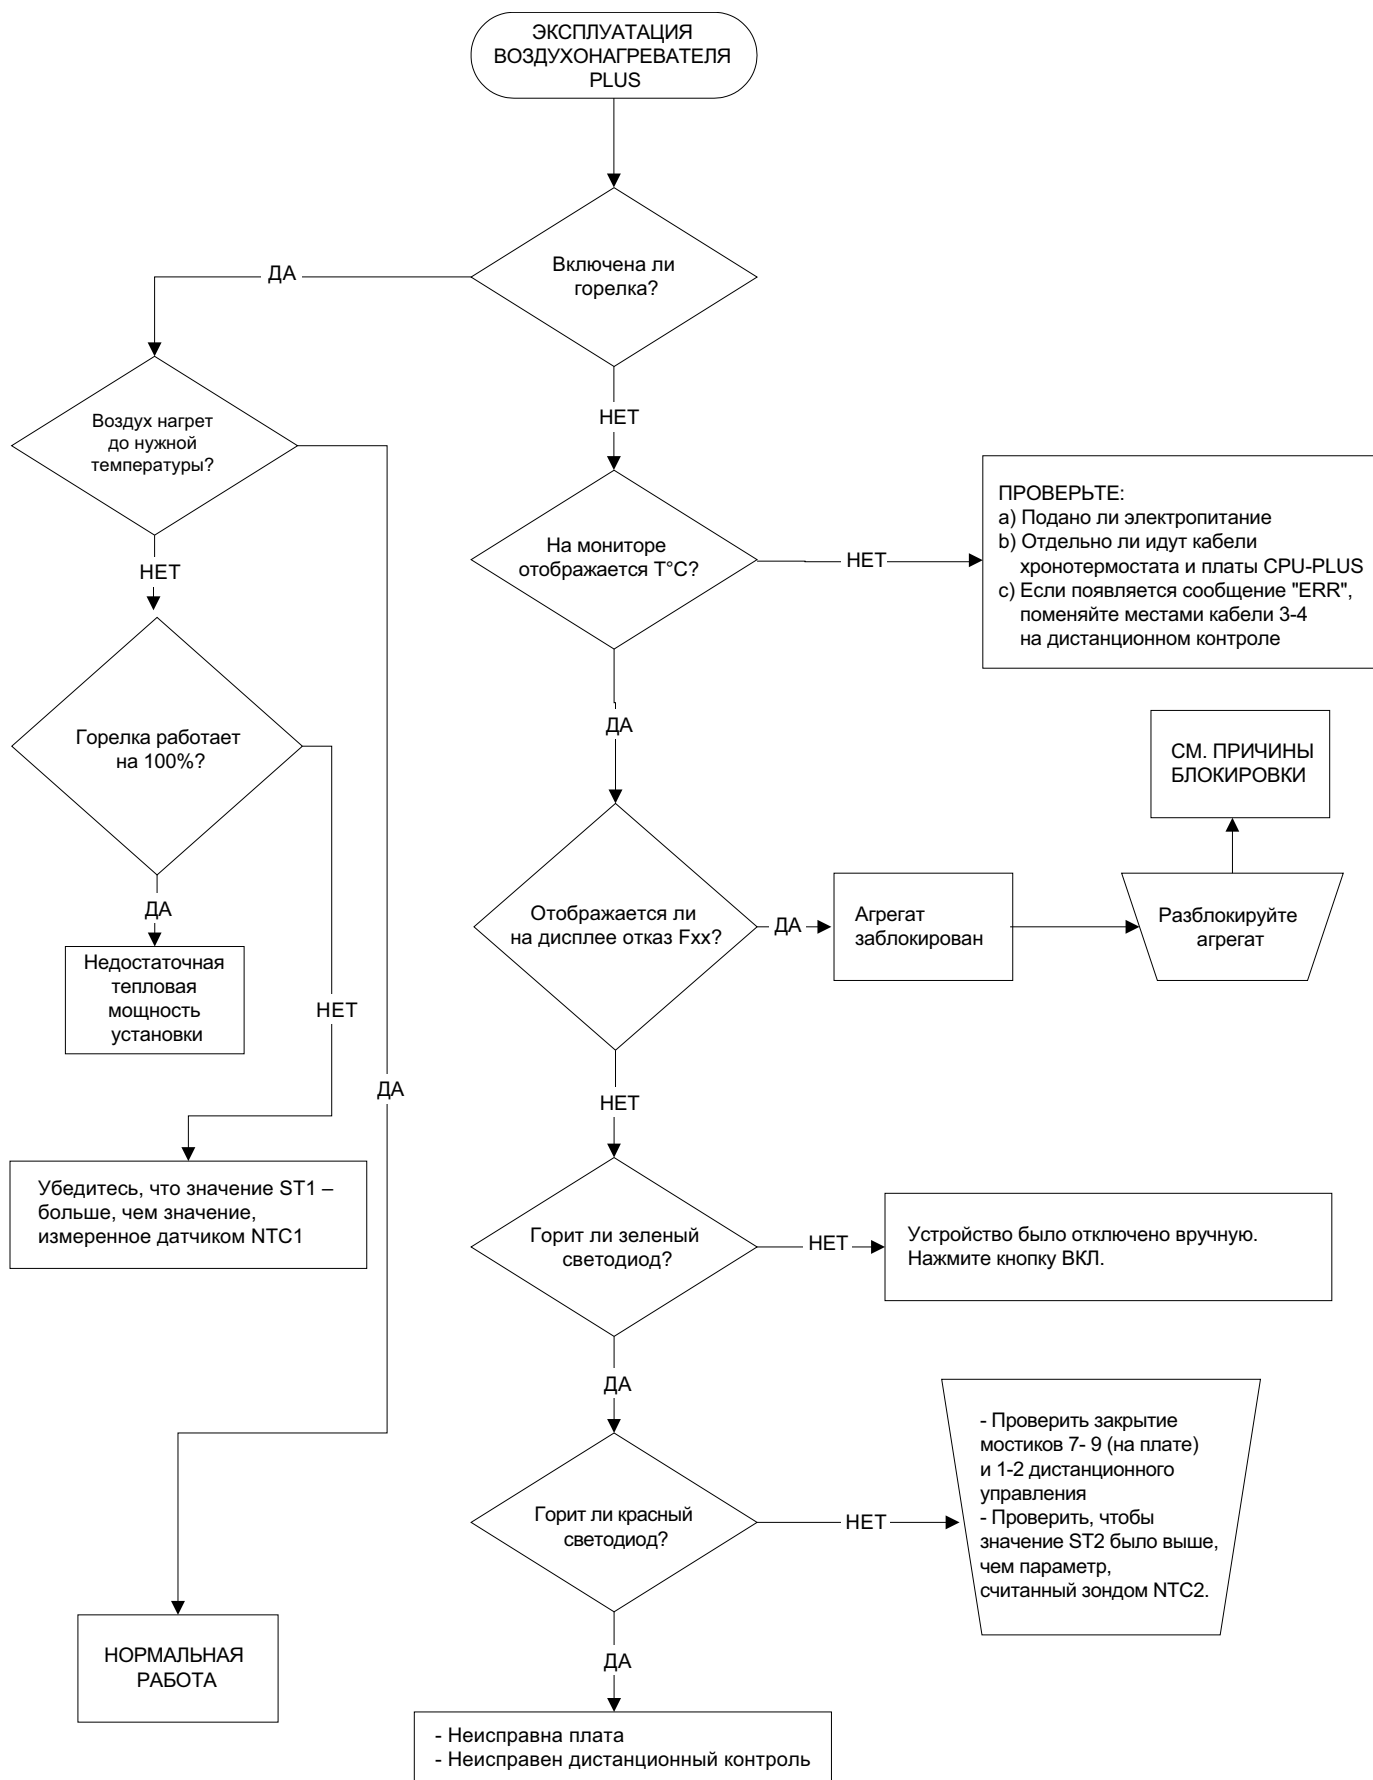 ЭКСПЛУАТАЦИЯ
ВОЗДУХОНАГРЕВАТЕЛЯ
PLUS
Включена ли
горелка?
ДА
НЕТ
Воздух нагрет
до нужной
температуры?
НЕТ
ДА
Горелка работает
на 100%?
ДА
НЕТ
Недостаточная
тепловая
мощность
установки
Убедитесь, что значение ST1 –
больше, чем значение,
измеренное датчиком NTC1
НОРМАЛЬНАЯ
РАБОТА
На мониторе
отображается T°C?
НЕТ
ПРОВЕРЬТЕ:
a) Подано ли электропитание
b) Отдельно ли идут кабели
хронотермостата и платы CPU-PLUS
c) Если появляется сообщение "ERR",
поменяйте местами кабели 3-4
на дистанционном контроле
ДА
Отображается ли
на дисплее отказ Fxx?
ДА
Агрегат
заблокирован
Разблокируйте
агрегат
СМ. ПРИЧИНЫ
БЛОКИРОВКИ
НЕТ
Горит ли зеленый
светодиод?
НЕТ
Устройство было отключено вручную.
Нажмите кнопку ВКЛ.
ДА
Горит ли красный
светодиод?
НЕТ
- Проверить закрытие
мостиков 7- 9 (на плате)
и 1-2 дистанционного
управления
- Проверить, чтобы
значение ST2 было выше,
чем параметр,
считанный зондом NTC2.
ДА
- Неисправна плата
- Неисправен дистанционный контроль